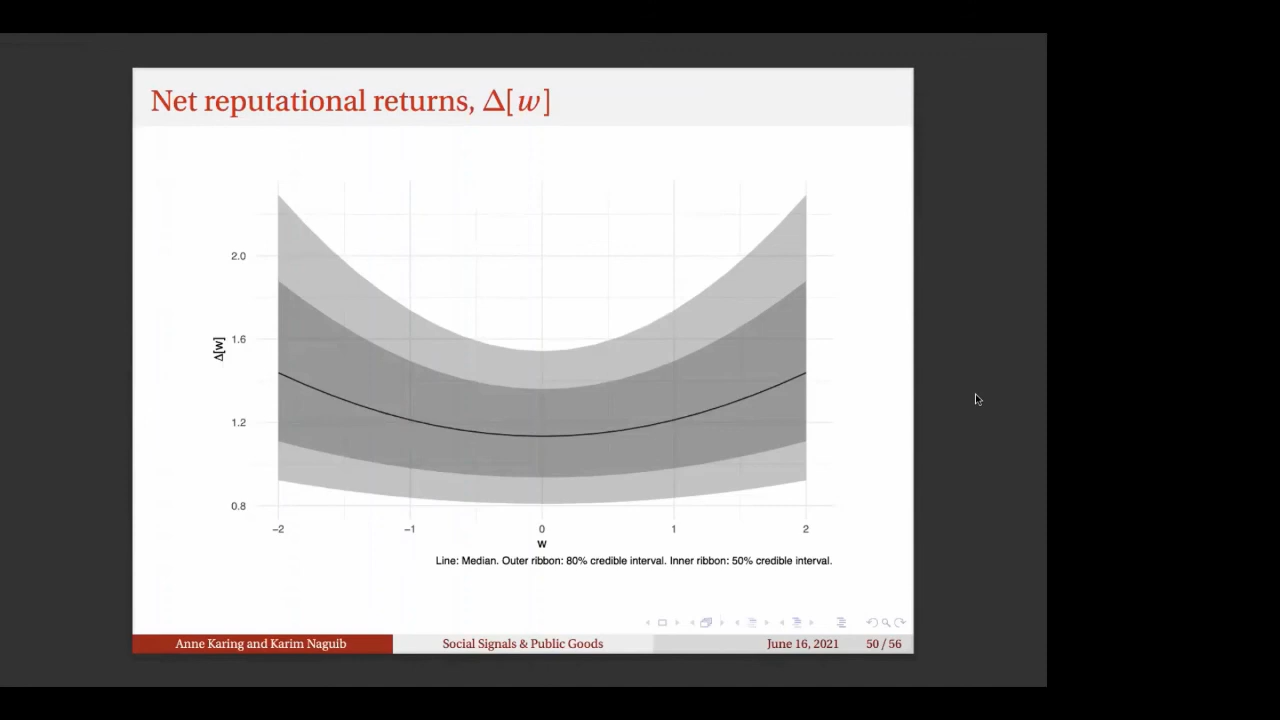 Net reputational returns, Δ[w]
2.0
1.6
1.2
0.8
Δ[w]
−2 −1 0 1 2
w
Line: Median. Outer ribbon: 80% credible interval. Inner ribbon: 50% credible interval.
Anne Karing and Karim Naguib Social Signals & Public Goods June 16, 2021 50 / 56